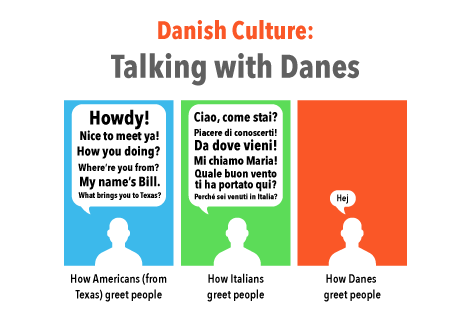 Danish Culture:
Talking with Danes
Howdy!
Nice to meet ya!
How you doing?
Where're you from?
My name's Bill.
What brings you to Texas?
Ciao, come stai?
Piacere di conoscerti!
Da dove vieni!
Mi chiamo Maria!
Quale buon vento
ti ha portato qui?
Perché sei venuti in Italia?
Hej
How Americans (from
Texas) greet people
How Italians
greet people
How Danes
greet people